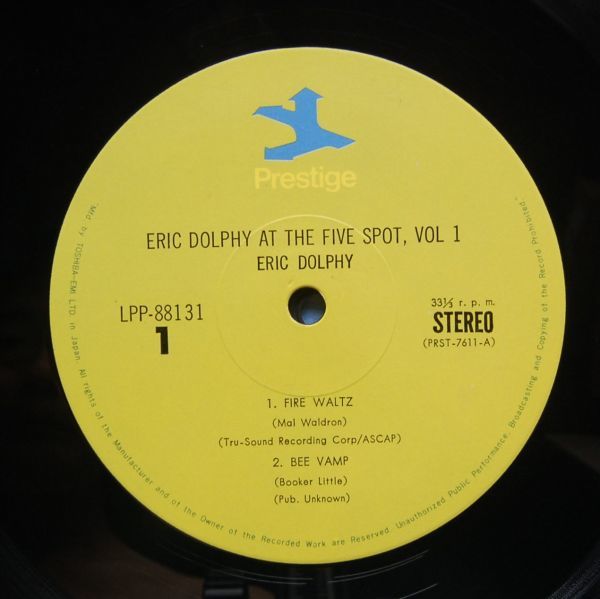 Prestige
ERIC DOLPHY AT THE FIVE SPOT, VOL 1
ERIC DOLPHY
LPP-88131
1
33⅓ r. p. m.
STEREO
(PRST-7611-A)
1. FIRE WALTZ
(Mal Waldron)
(Tru-Sound Recording Corp/ASCAP)
2. BEE VAMP
(Booker Little)
(Pub. Unknown)
"Mfd by TOSHIBA-EMI LTD. in Japan. All rights of the Manufacturer and of the Owner of the Recorded Work are Reserved. Unauthorized Public Performance, Broadcasting and Copying of the Record Prohibited"